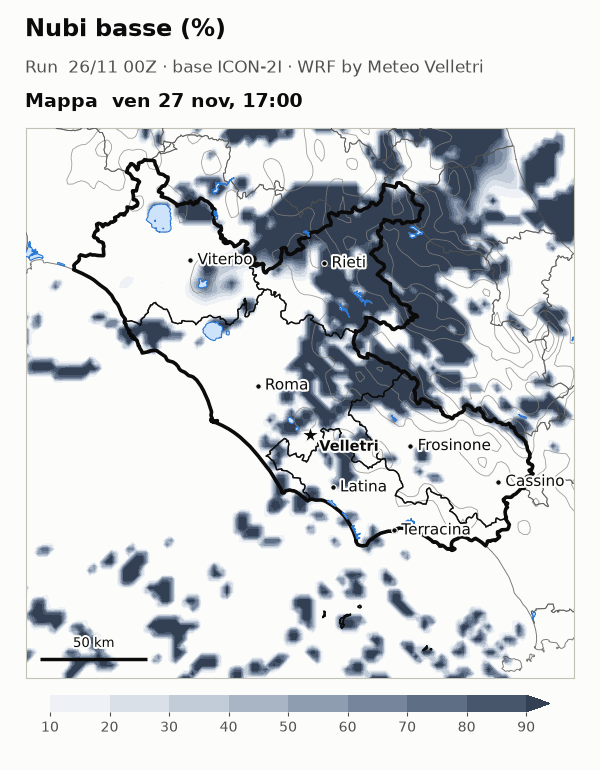 Nubi basse (%)
Run  26/11 00Z · base ICON-2I · WRF by Meteo Velletri
Mappa  ven 27 nov, 17:00
Viterbo
Rieti
Roma
Velletri
Frosinone
Cassino
Latina
Terracina
50 km
10 20 30 40 50 60 70 80 90